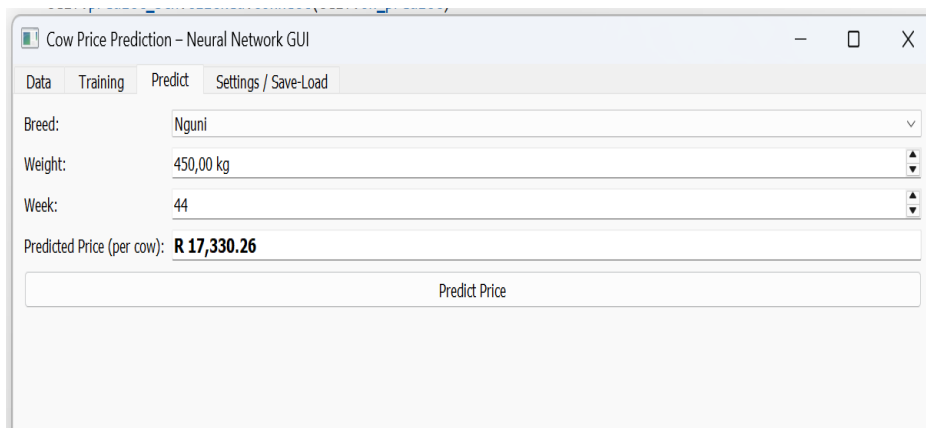 Cow Price Prediction – Neural Network GUI
Data Training Predict Settings / Save-Load
Breed: Nguni
Weight: 450,00 kg
Week: 44
Predicted Price (per cow): R 17,330.26
Predict Price